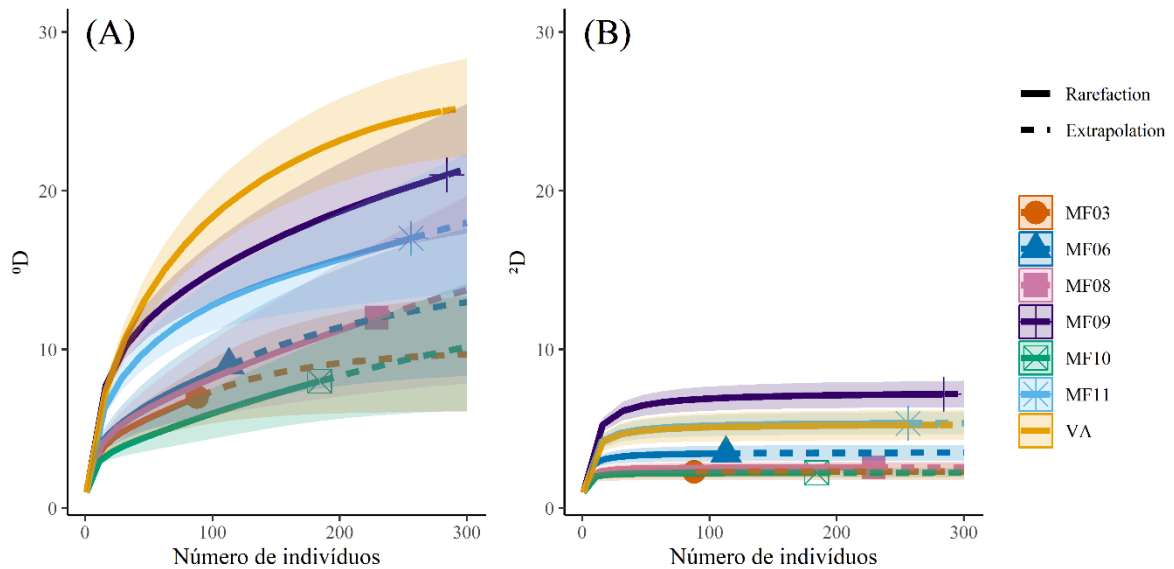 (A)
30
20
10
0
⁰D
0
100
200
300
Número de indivíduos
(B)
30
20
10
0
²D
0
100
200
300
Número de indivíduos
Rarefaction
Extrapolation
MF03
MF06
MF08
MF09
MF10
MF11
VA